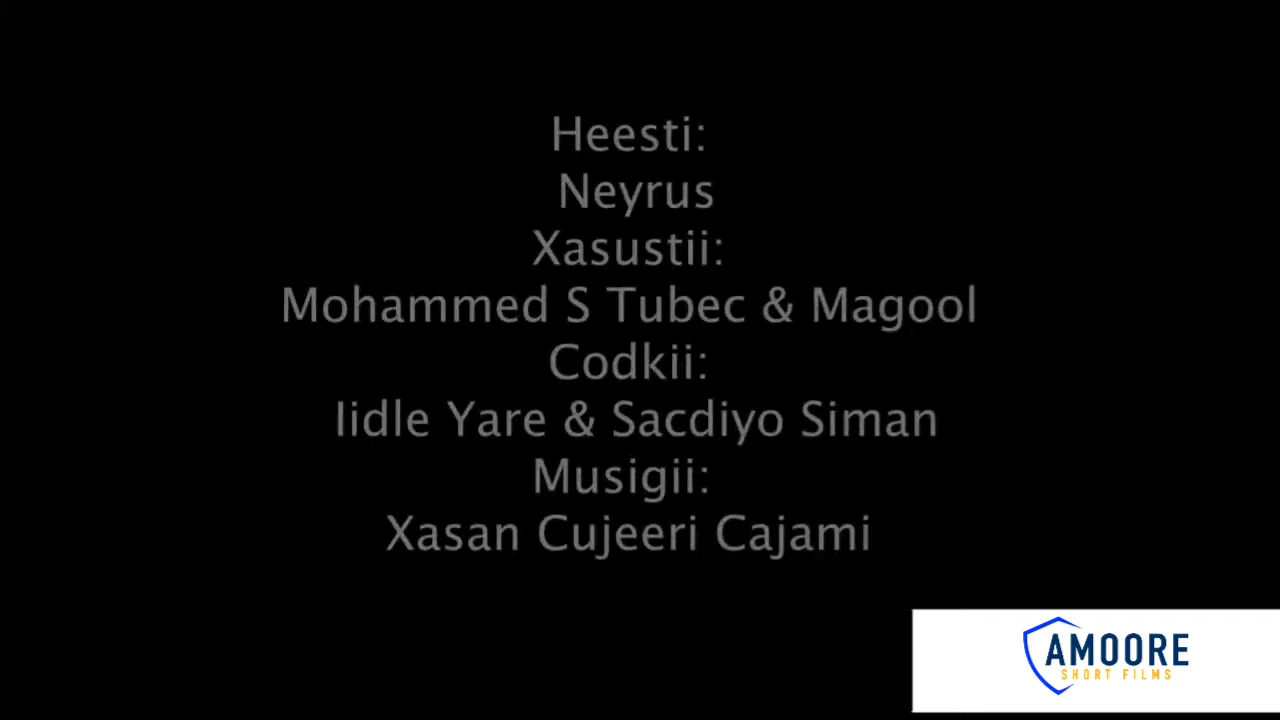 Heesti:
Neyrus
Xasustii:
Mohammed S Tubec & Magool
Codkii:
Iidle Yare & Sacdiyo Siman
Musigii:
Xasan Cujeeri Cajami
AMOORE
SHORT FILMS